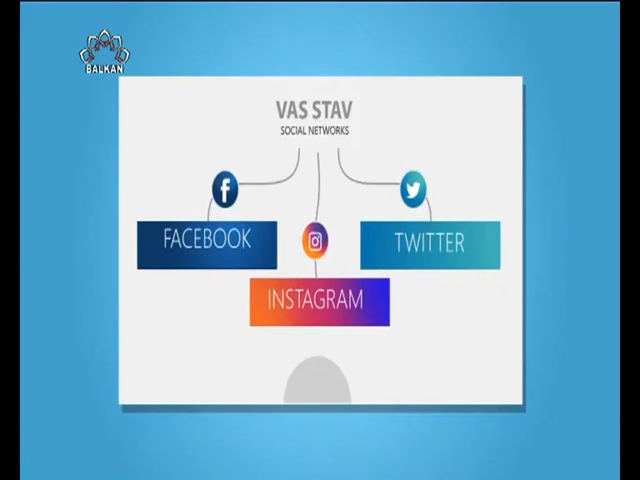 BALKAN
VAS STAV
SOCIAL NETWORKS
FACEBOOK
TWITTER
INSTAGRAM